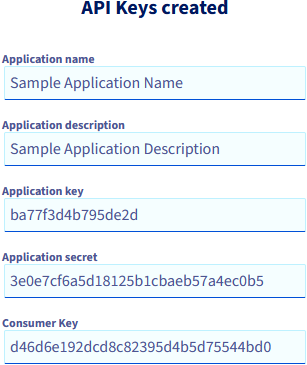 API Keys created
Application name
Sample Application Name
Application description
Sample Application Description
Application key
ba77f3d4b795de2d
Application secret
3e0e7cf6a5d18125b1cbaeb57a4ec0b5
Consumer Key
d46d6e192dcd8c82395d4b5d75544bd0